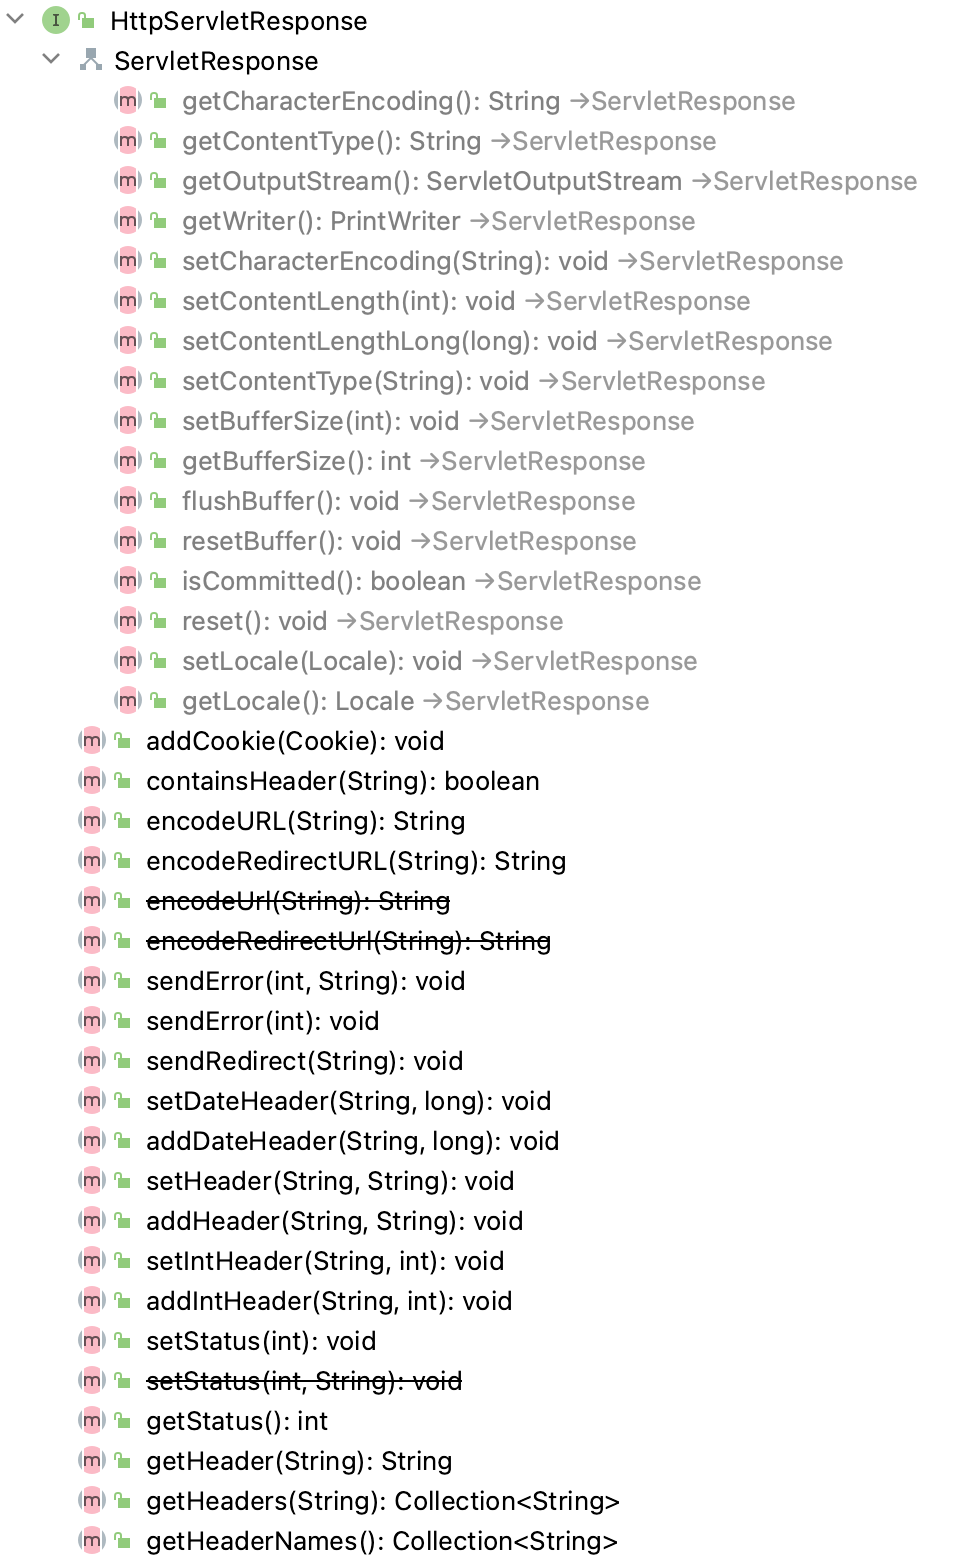 I HttpServletResponse
ServletResponse
m getCharacterEncoding(): String →ServletResponse
m getContentType(): String →ServletResponse
m getOutputStream(): ServletOutputStream →ServletResponse
m getWriter(): PrintWriter →ServletResponse
m setCharacterEncoding(String): void →ServletResponse
m setContentLength(int): void →ServletResponse
m setContentLengthLong(long): void →ServletResponse
m setContentType(String): void →ServletResponse
m setBufferSize(int): void →ServletResponse
m getBufferSize(): int →ServletResponse
m flushBuffer(): void →ServletResponse
m resetBuffer(): void →ServletResponse
m isCommitted(): boolean →ServletResponse
m reset(): void →ServletResponse
m setLocale(Locale): void →ServletResponse
m getLocale(): Locale →ServletResponse
m addCookie(Cookie): void
m containsHeader(String): boolean
m encodeURL(String): String
m encodeRedirectURL(String): String
m encodeUrl(String): String
m encodeRedirectUrl(String): String
m sendError(int, String): void
m sendError(int): void
m sendRedirect(String): void
m setDateHeader(String, long): void
m addDateHeader(String, long): void
m setHeader(String, String): void
m addHeader(String, String): void
m setIntHeader(String, int): void
m addIntHeader(String, int): void
m setStatus(int): void
m setStatus(int, String): void
m getStatus(): int
m getHeader(String): String
m getHeaders(String): Collection<String>
m getHeaderNames(): Collection<String>